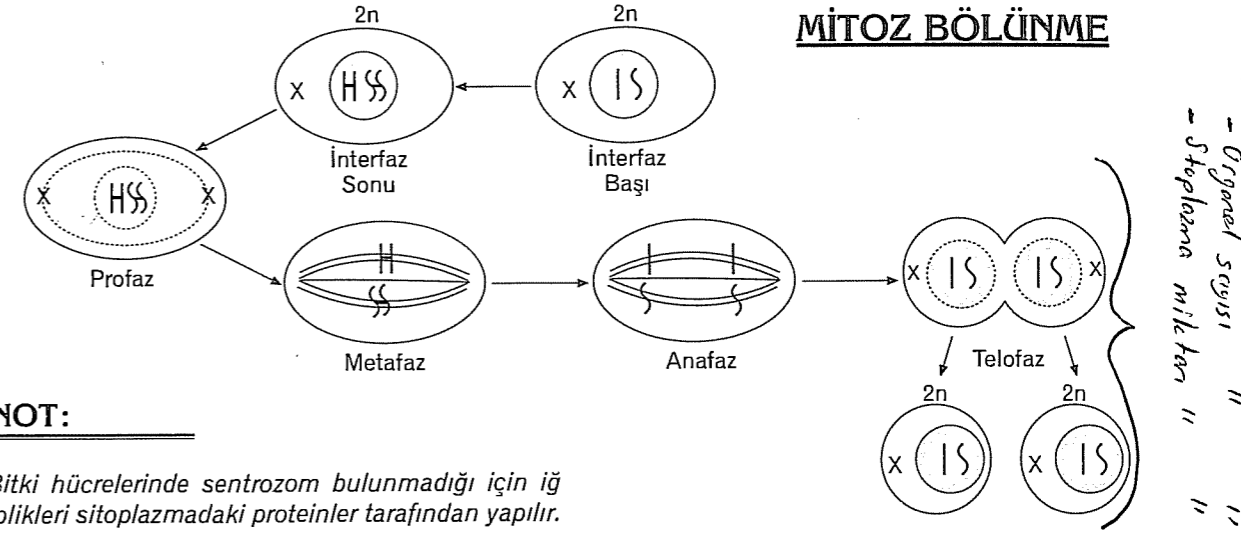 MİTOZ BÖLÜNME
2n
2n
x
H
x
I S
İnterfaz
Sonu
İnterfaz
Başı
x
H
x
Profaz
Metafaz
Anafaz
x
I S
I S
x
Telofaz
2n
2n
x
I S
x
I S
- Organel sayısı " "
- Stoplazma miktarı " "
NOT:
Bitki hücrelerinde sentrozom bulunmadığı için iğ
iplikleri sitoplazmadaki proteinler tarafından yapılır.